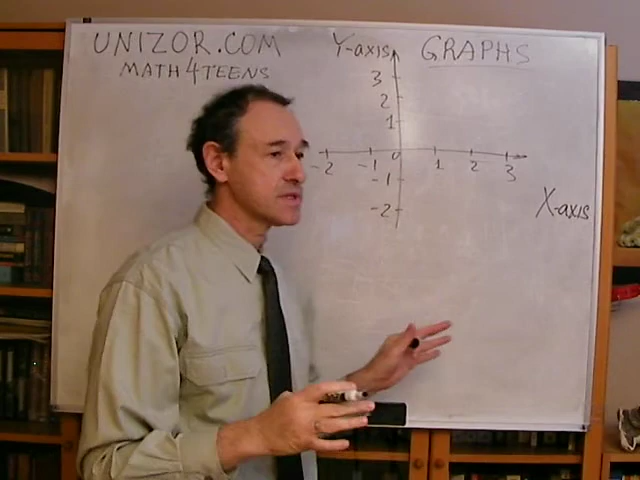 UNIZOR.COM
MATH4TEENS
Y-axis
GRAPHS
3
2
1
-2 -1 0 1 2 3
-1
-2
X-axis